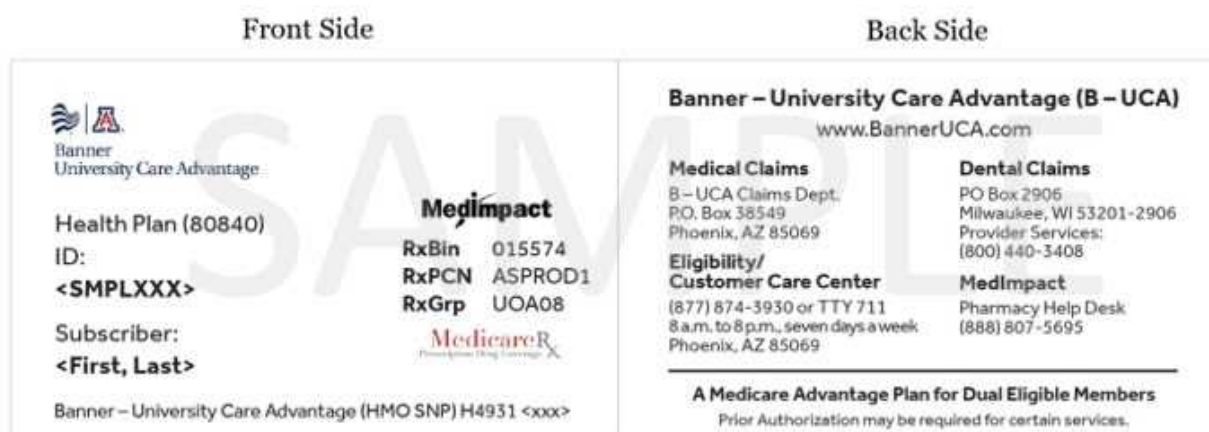 Front Side
Banner
University Care Advantage
Health Plan (80840)
ID:
<SMPLXXX>
Subscriber:
<First, Last>
MedImpact
RxBin 015574
RxPCN ASPROD1
RxGrp UOA08
MedicareRx
Prescription Drug Coverage
Banner – University Care Advantage (HMO SNP) H4931 <xxx>
Back Side
Banner – University Care Advantage (B – UCA)
www.BannerUCA.com
Medical Claims
B – UCA Claims Dept.
P.O. Box 38549
Phoenix, AZ 85069
Eligibility/
Customer Care Center
(877) 874-3930 or TTY 711
8 a.m. to 8 p.m., seven days a week
Phoenix, AZ 85069
Dental Claims
PO Box 2906
Milwaukee, WI 53201-2906
Provider Services:
(800) 440-3408
MedImpact
Pharmacy Help Desk
(888) 807-5695
A Medicare Advantage Plan for Dual Eligible Members
Prior Authorization may be required for certain services.
SAMPLE